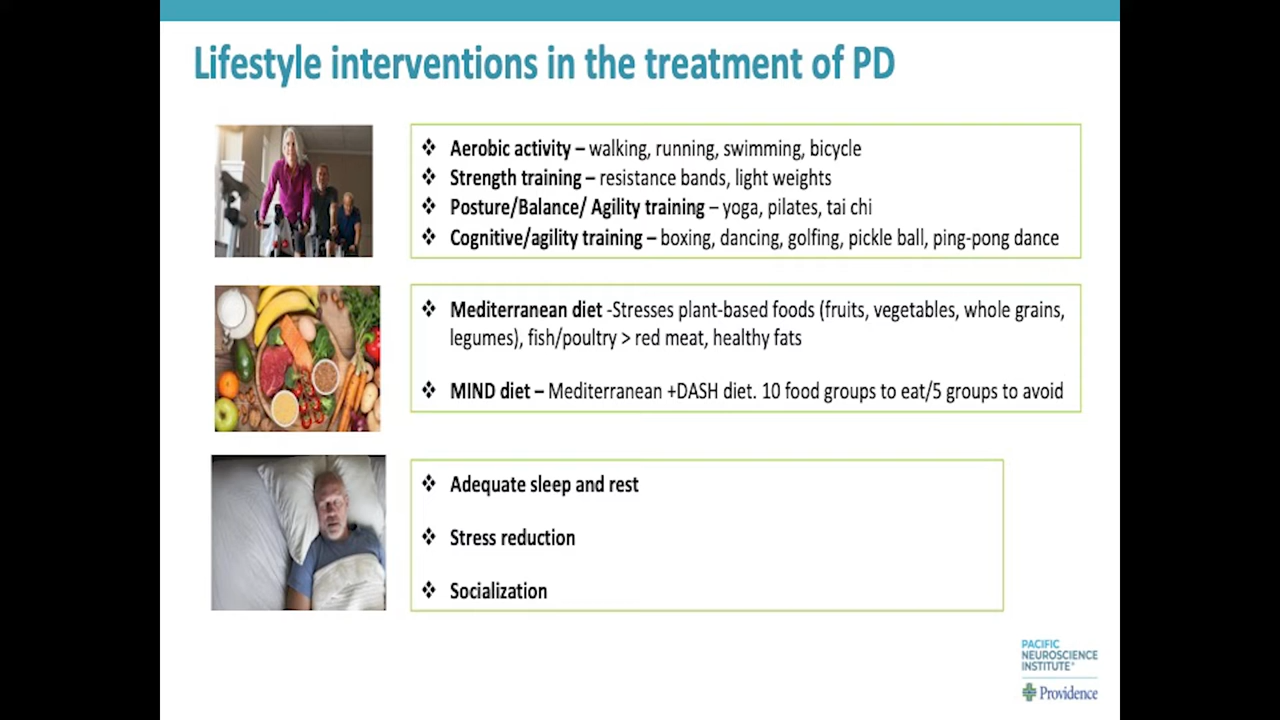 Lifestyle interventions in the treatment of PD
❖ Aerobic activity – walking, running, swimming, bicycle
❖ Strength training – resistance bands, light weights
❖ Posture/Balance/ Agility training – yoga, pilates, tai chi
❖ Cognitive/agility training – boxing, dancing, golfing, pickle ball, ping-pong dance
❖ Mediterranean diet -Stresses plant-based foods (fruits, vegetables, whole grains,
legumes), fish/poultry > red meat, healthy fats
❖ MIND diet – Mediterranean +DASH diet. 10 food groups to eat/5 groups to avoid
❖ Adequate sleep and rest
❖ Stress reduction
❖ Socialization
PACIFIC
NEUROSCIENCE
INSTITUTE®
Providence